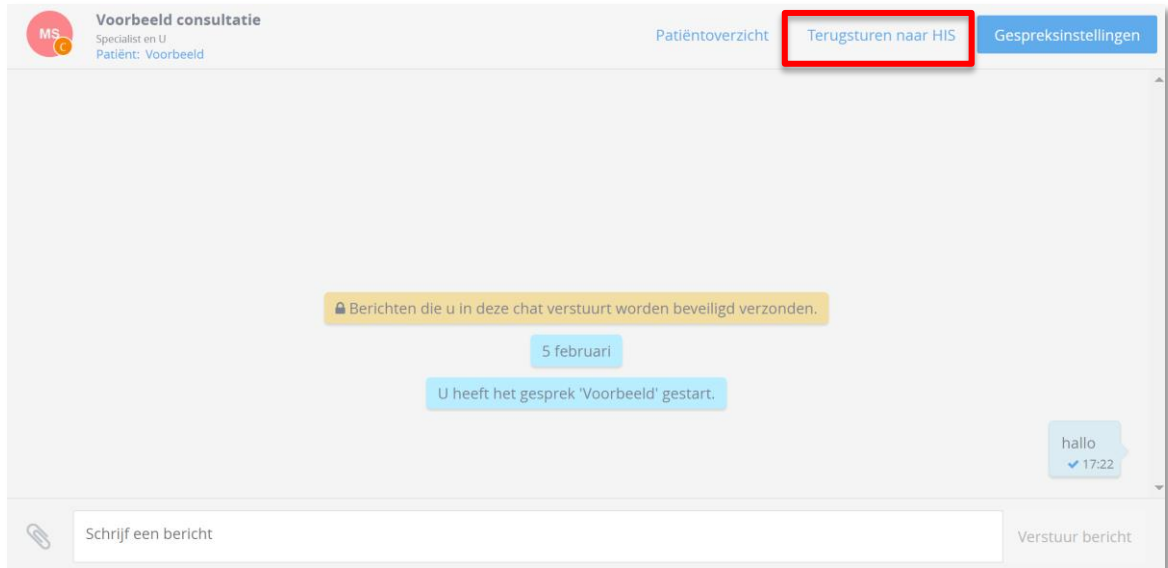 MS
C
Voorbeeld consultatie
Specialist en U
Patiënt: Voorbeeld
Patiëntoverzicht
Terugsturen naar HIS
Gespreksinstellingen
Berichten die u in deze chat verstuurt worden beveiligd verzonden.
5 februari
U heeft het gesprek 'Voorbeeld' gestart.
hallo
17:22
Schrijf een bericht
Verstuur bericht